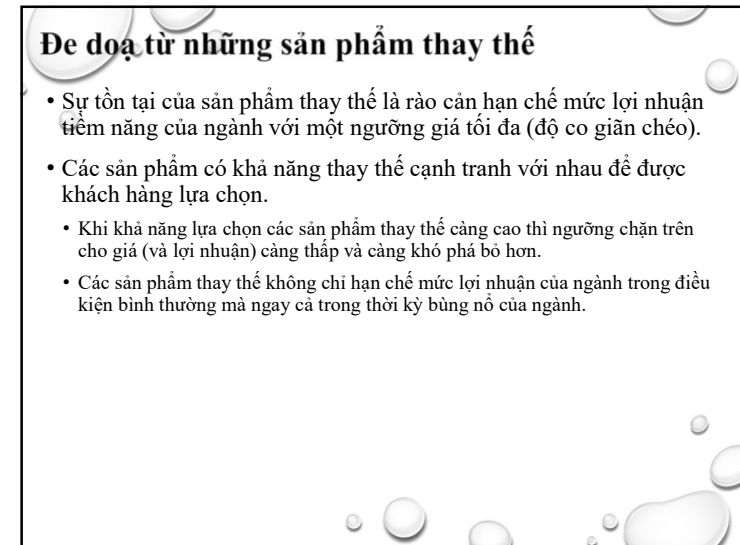 Đe doạ từ những sản phẩm thay thế
• Sự tồn tại của sản phẩm thay thế là rào cản hạn chế mức lợi nhuận
tiềm năng của ngành với một ngưỡng giá tối đa (độ co giãn chéo).
• Các sản phẩm có khả năng thay thế cạnh tranh với nhau để được
khách hàng lựa chọn.
• Khi khả năng lựa chọn các sản phẩm thay thế càng cao thì ngưỡng chặn trên
cho giá (và lợi nhuận) càng thấp và càng khó phá bỏ hơn.
• Các sản phẩm thay thế không chỉ hạn chế mức lợi nhuận của ngành trong điều
kiện bình thường mà ngay cả trong thời kỳ bùng nổ của ngành.